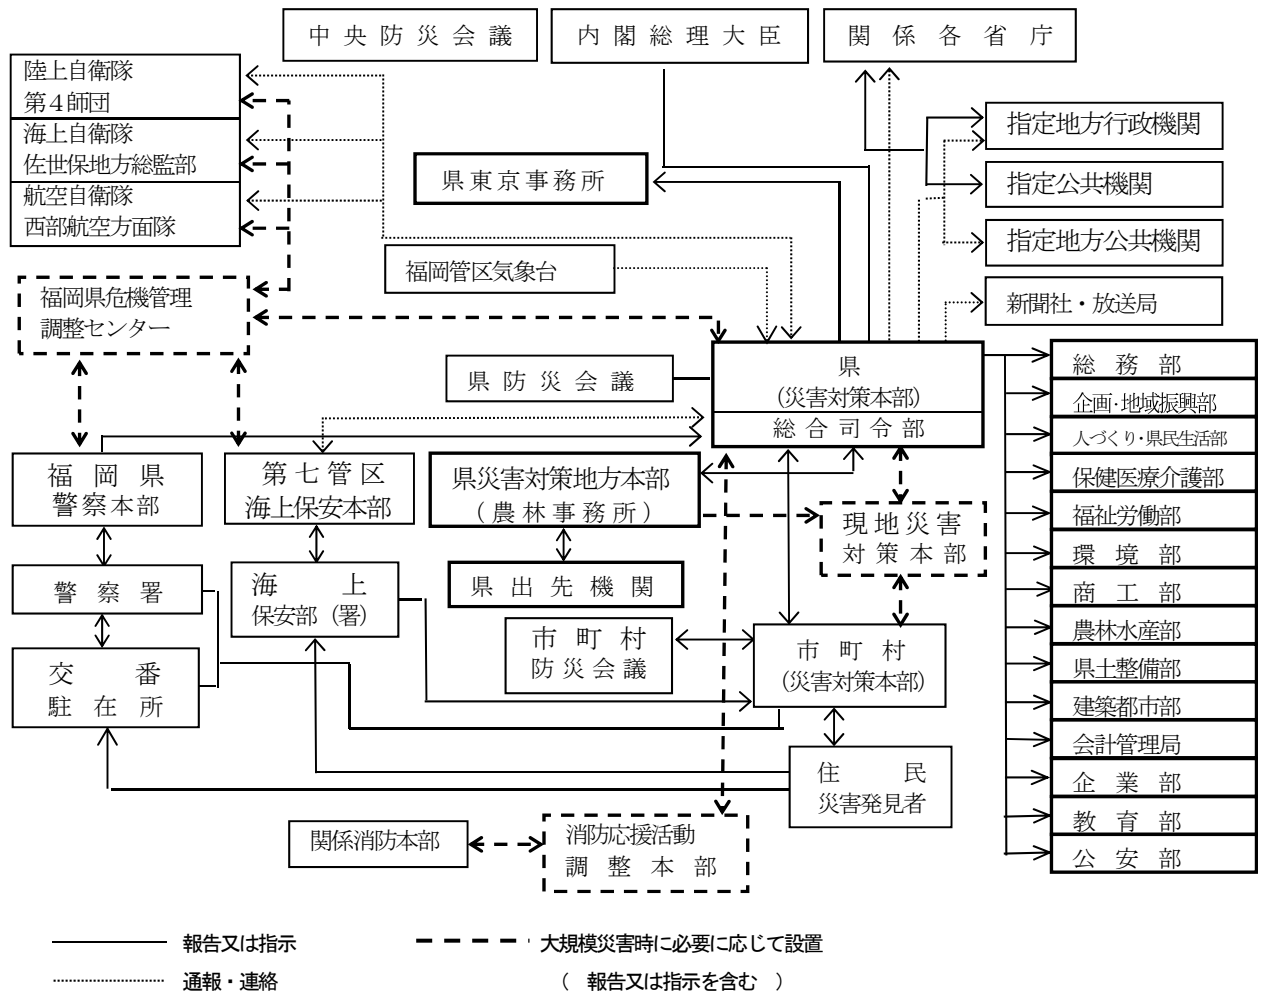 中央防災会議
内閣総理大臣
関係各省庁
陸上自衛隊
第４師団
海上自衛隊
佐世保地方総監部
航空自衛隊
西部航空方面隊
指定地方行政機関
指定公共機関
指定地方公共機関
新聞社・放送局
県東京事務所
福岡管区気象台
福岡県危機管理
調整センター
県防災会議
県
（災害対策本部）
総合司令部
総務部
企画・地域振興部
人づくり・県民生活部
保健医療介護部
福祉労働部
環境部
商工部
農林水産部
県土整備部
建築都市部
会計管理局
企業部
教育部
公安部
福岡県
警察本部
第七管区
海上保安本部
県災害対策地方本部
（農林事務所）
現地災害
対策本部
警察署
海上
保安部（署）
県出先機関
市町村
防災会議
市町村
（災害対策本部）
交番
駐在所
住民
災害発見者
関係消防本部
消防応援活動
調整本部
報告又は指示
大規模災害時に必要に応じて設置
通報・連絡
（　報告又は指示を含む　）